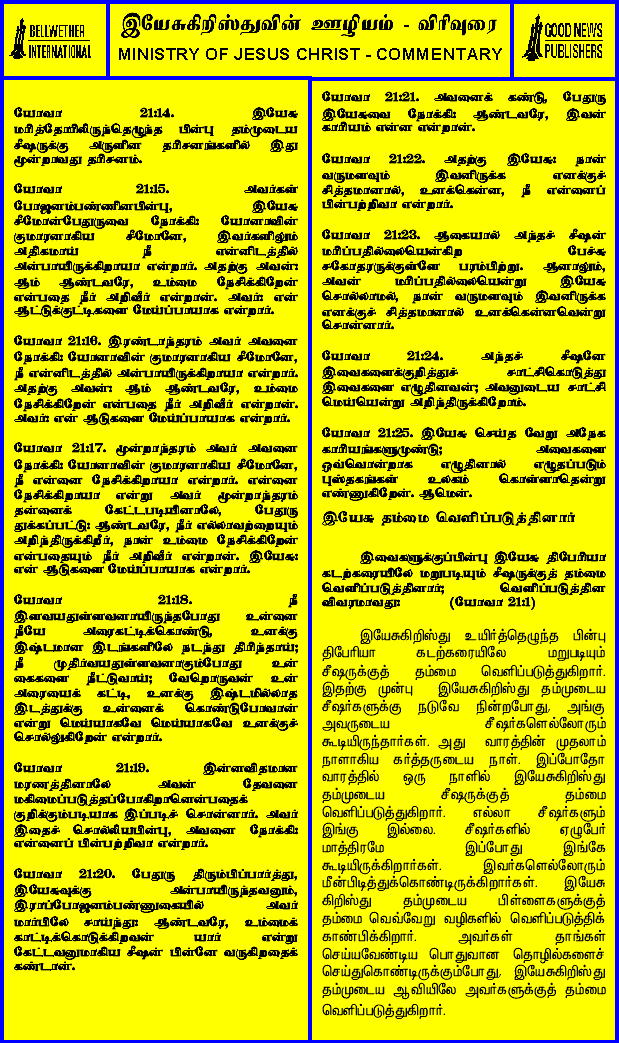 BELLWETHER
INTERNATIONAL
இயேசுகிறிஸ்துவின் ஊழியம் - விரிவுரை
MINISTRY OF JESUS CHRIST - COMMENTARY
GOOD NEWS
PUBLISHERS
யோவா 21:14. இயேசு
மரித்தோரிலிருந்தெழுந்த பின்பு தம்முடைய
சீஷருக்கு அருளின தரிசனங்களில் இது
மூன்றாவது தரிசனம்.
யோவா 21:15. அவர்கள்
போஜனம்பண்ணினபின்பு, இயேசு
சீமோன்பேதுருவை நோக்கி: யோனாவின்
குமாரனாகிய சீமோனே, இவர்களிலும்
அதிகமாய் நீ என்னிடத்தில்
அன்பாயிருக்கிறாயா என்றார். அதற்கு அவன்:
ஆம் ஆண்டவரே, உம்மை நேசிக்கிறேன்
என்பதை நீர் அறிவீர் என்றான். அவர்: என்
ஆட்டுக்குட்டிகளை மேய்ப்பாயாக என்றார்.
யோவா 21:16. இரண்டாந்தரம் அவர் அவனை
நோக்கி: யோனாவின் குமாரனாகிய சீமோனே,
நீ என்னிடத்தில் அன்பாயிருக்கிறாயா என்றார்.
அதற்கு அவன்: ஆம் ஆண்டவரே, உம்மை
நேசிக்கிறேன் என்பதை நீர் அறிவீர் என்றான்.
அவர்: என் ஆடுகளை மேய்ப்பாயாக என்றார்.
யோவா 21:17. மூன்றாந்தரம் அவர் அவனை
நோக்கி: யோனாவின் குமாரனாகிய சீமோனே,
நீ என்னை நேசிக்கிறாயா என்றார். என்னை
நேசிக்கிறாயா என்று அவர் மூன்றாந்தரம்
தன்னைக் கேட்டபடியினாலே, பேதுரு
துக்கப்பட்டு: ஆண்டவரே, நீர் எல்லாவற்றையும்
அறிந்திருக்கிறீர், நான் உம்மை நேசிக்கிறேன்
என்பதையும் நீர் அறிவீர் என்றான். இயேசு:
என் ஆடுகளை மேய்ப்பாயாக என்றார்.
யோவா 21:18. நீ
இளவயதுள்ளவனாயிருந்தபோது உன்னை
நீயே அரைகட்டிக்கொண்டு, உனக்கு
இஷ்டமான இடங்களிலே நடந்து திரிந்தாய்;
நீ முதிர்வயதுள்ளவனாகும்போது உன்
கைகளை நீட்டுவாய்; வேறொருவன் உன்
அரையைக் கட்டி, உனக்கு இஷ்டமில்லாத
இடத்துக்கு உன்னைக் கொண்டுபோவான்
என்று மெய்யாகவே மெய்யாகவே உனக்குச்
சொல்லுகிறேன் என்றார்.
யோவா 21:19. இன்னவிதமான
மரணத்தினாலே அவன் தேவனை
மகிமைப்படுத்தப்போகிறானென்பதைக்
குறிக்கும்படியாக இப்படிச் சொன்னார். அவர்
இதைச் சொல்லியபின்பு, அவனை நோக்கி:
என்னைப் பின்பற்றிவா என்றார்.
யோவா 21:20. பேதுரு திரும்பிப்பார்த்து,
இயேசுவுக்கு அன்பாயிருந்தவனும்,
இராப்போஜனம்பண்ணுகையில் அவர்
மார்பிலே சாய்ந்து: ஆண்டவரே, உம்மைக்
காட்டிக்கொடுக்கிறவன் யார் என்று
கேட்டவனுமாகிய சீஷன் பின்னே வருகிறதைக்
கண்டான்.
யோவா 21:21. அவனைக் கண்டு, பேதுரு
இயேசுவை நோக்கி: ஆண்டவரே, இவன்
காரியம் என்ன என்றான்.
யோவா 21:22. அதற்கு இயேசு: நான்
வருமளவும் இவனிருக்க எனக்குச்
சித்தமானால், உனக்கென்ன, நீ என்னைப்
பின்பற்றிவா என்றார்.
யோவா 21:23. ஆகையால் அந்தச் சீஷன்
மரிப்பதில்லையென்கிற பேச்சு
சகோதரருக்குள்ளே பரம்பிற்று. ஆனாலும்,
அவன் மரிப்பதில்லையென்று இயேசு
சொல்லாமல், நான் வருமளவும் இவனிருக்க
எனக்குச் சித்தமானால் உனக்கென்னவென்று
சொன்னார்.
யோவா 21:24. அந்தச் சீஷனே
இவைகளைக்குறித்துச் சாட்சிகொடுத்து
இவைகளை எழுதினவன்; அவனுடைய சாட்சி
மெய்யென்று அறிந்திருக்கிறோம்.
யோவா 21:25. இயேசு செய்த வேறு அநேக
காரியங்களுமுண்டு; அவைகளை
ஒவ்வொன்றாக எழுதினால் எழுதப்படும்
புஸ்தகங்கள் உலகம் கொள்ளாதென்று
எண்ணுகிறேன். ஆமென்.
இயேசு தம்மை வெளிப்படுத்தினார்
இவைகளுக்குப்பின்பு இயேசு திபேரியா
கடற்கரையிலே மறுபடியும் சீஷருக்குத் தம்மை
வெளிப்படுத்தினார்; வெளிப்படுத்தின
விவரமாவது: (யோவா 21:1)
இயேசுகிறிஸ்து உயிர்த்தெழுந்த பின்பு
திபேரியா கடற்கரையிலே மறுபடியும்
சீஷருக்குத் தம்மை வெளிப்படுத்துகிறார்.
இதற்கு முன்பு இயேசுகிறிஸ்து தம்முடைய
சீஷர்களுக்கு நடுவே நின்றபோது, அங்கு
அவருடைய சீஷர்களெல்லோரும்
கூடியிருந்தார்கள். அது வாரத்தின் முதலாம்
நாளாகிய கர்த்தருடைய நாள். இப்போதோ
வாரத்தில் ஒரு நாளில் இயேசுகிறிஸ்து
தம்முடைய சீஷருக்குத் தம்மை
வெளிப்படுத்துகிறார். எல்லா சீஷர்களும்
இங்கு இல்லை. சீஷர்களில் ஏழுபேர்
மாத்திரமே இப்போது இங்கே
கூடியிருக்கிறார்கள். இவர்களெல்லோரும்
மீன்பிடித்துக்கொண்டிருக்கிறார்கள். இயேசு
கிறிஸ்து தம்முடைய பிள்ளைகளுக்குத்
தம்மை வெவ்வேறு வழிகளில் வெளிப்படுத்திக்
காண்பிக்கிறார். அவர்கள் தாங்கள்
செய்யவேண்டிய பொதுவான தொழில்களைச்
செய்துகொண்டிருக்கும்போது, இயேசுகிறிஸ்து
தம்முடைய ஆவியிலே அவர்களுக்குத் தம்மை
வெளிப்படுத்துகிறார்.